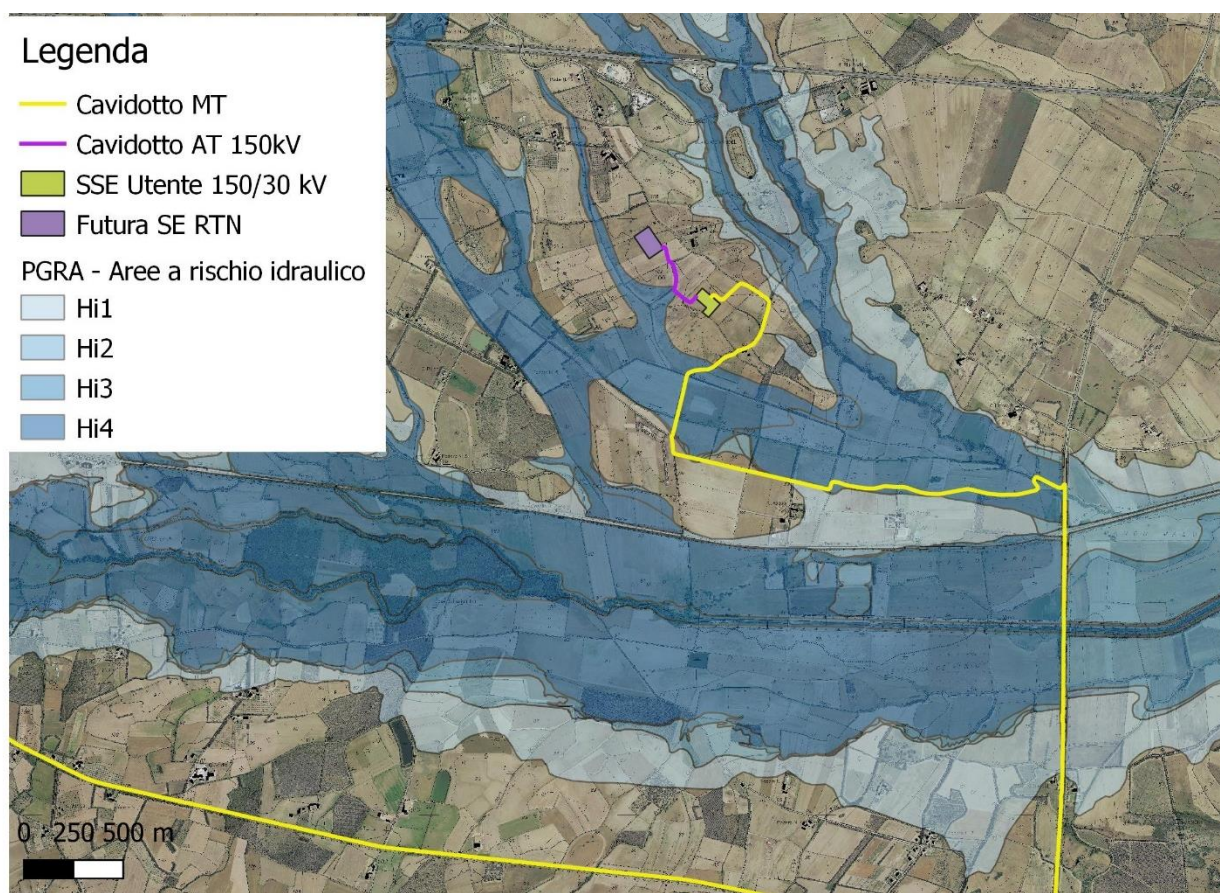 Legenda
Cavidotto MT
Cavidotto AT 150kV
SSE Utente 150/30 kV
Futura SE RTN
PGRA - Aree a rischio idraulico
Hi1
Hi2
Hi3
Hi4
0 250 500 m